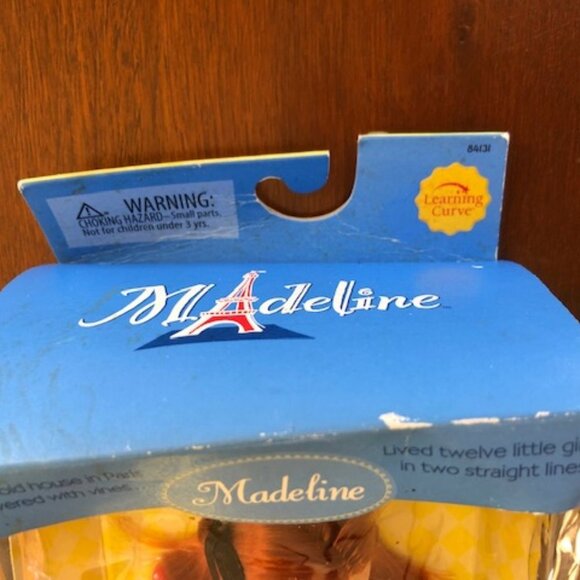 84131
WARNING:
CHOKING HAZARD—Small parts.
Not for children under 3 yrs.
Learning
Curve
Madeline
old house in Paris
vered with vines
Lived twelve little gi
in two straight lines
Madeline